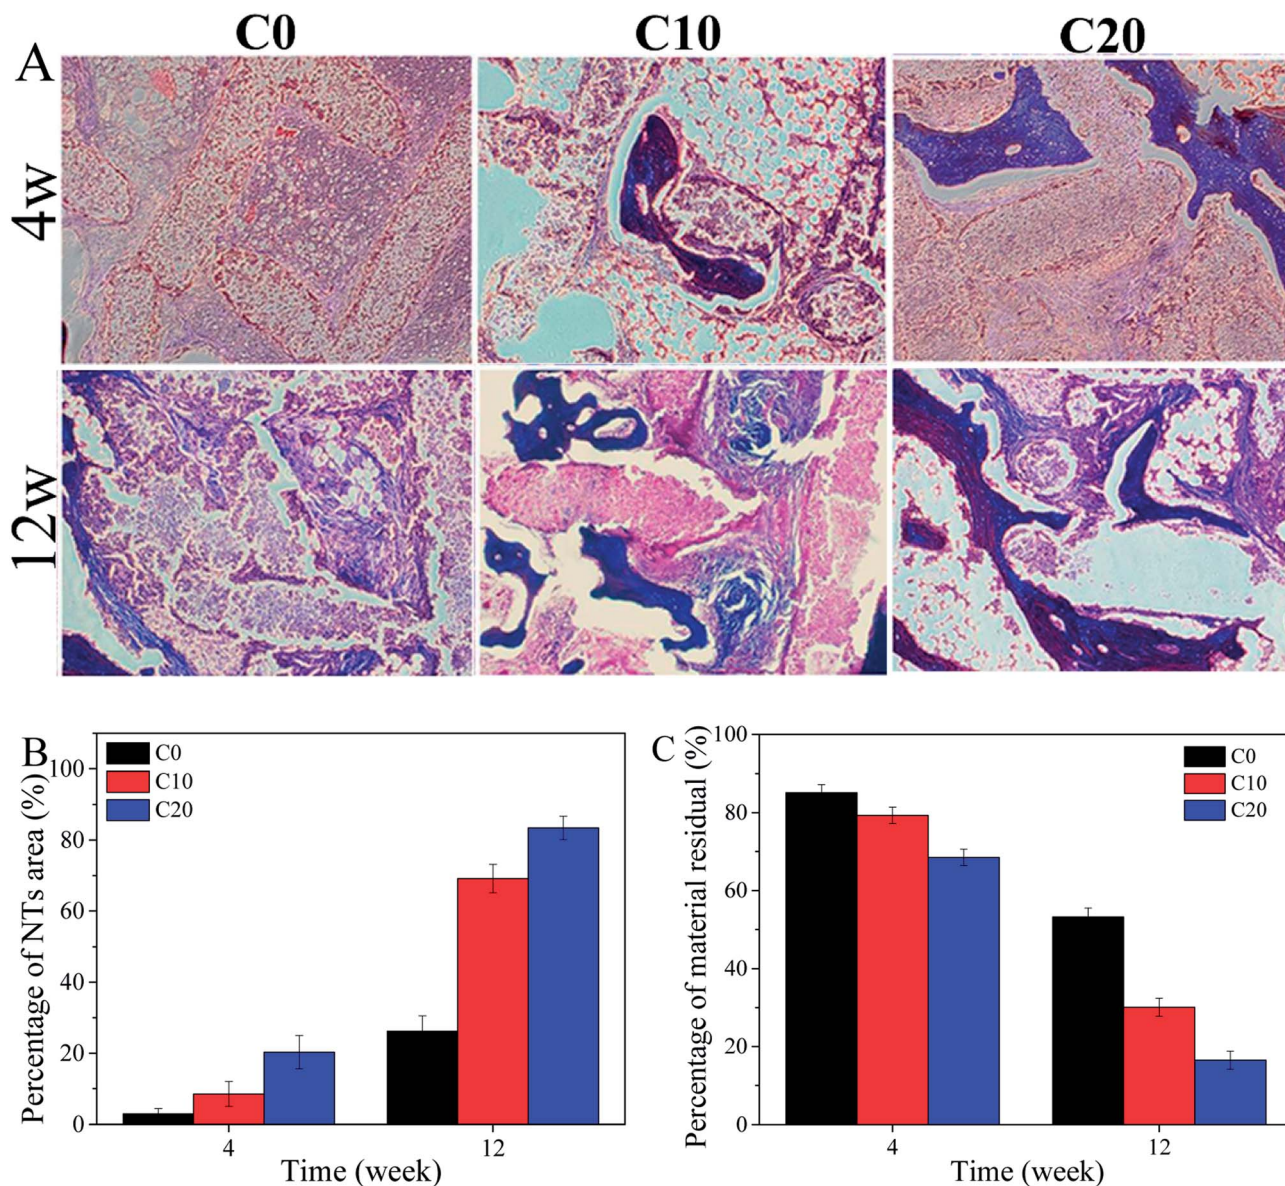 C0 C10 C20
A
4w
12w
B
C0
C10
C20
Percentage of NTs area (%)
100
80
60
40
20
0
4 12
Time (week)
C
C0
C10
C20
Percentage of material residual (%)
100
80
60
40
20
0
4 12
Time (week)